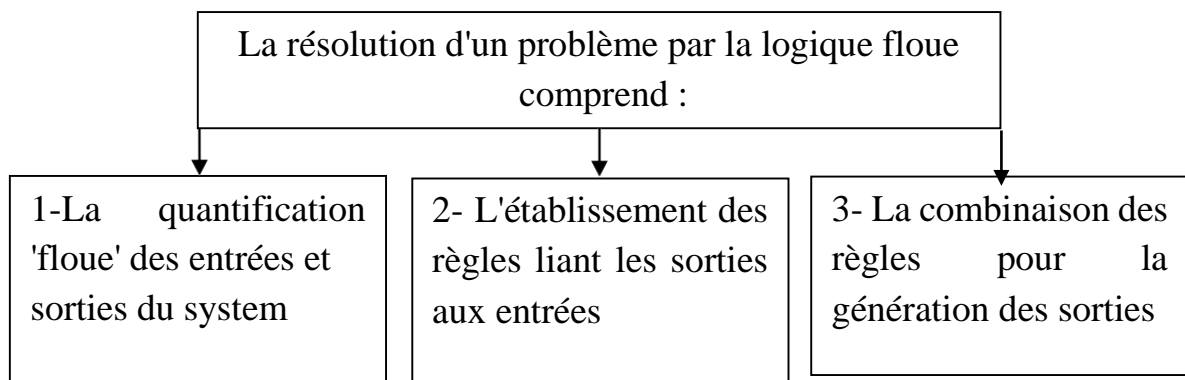 La résolution d'un problème par la logique floue
comprend :
1-La quantification
'floue' des entrées et
sorties du system
2- L'établissement des
règles liant les sorties
aux entrées
3- La combinaison des
règles pour la
génération des sorties